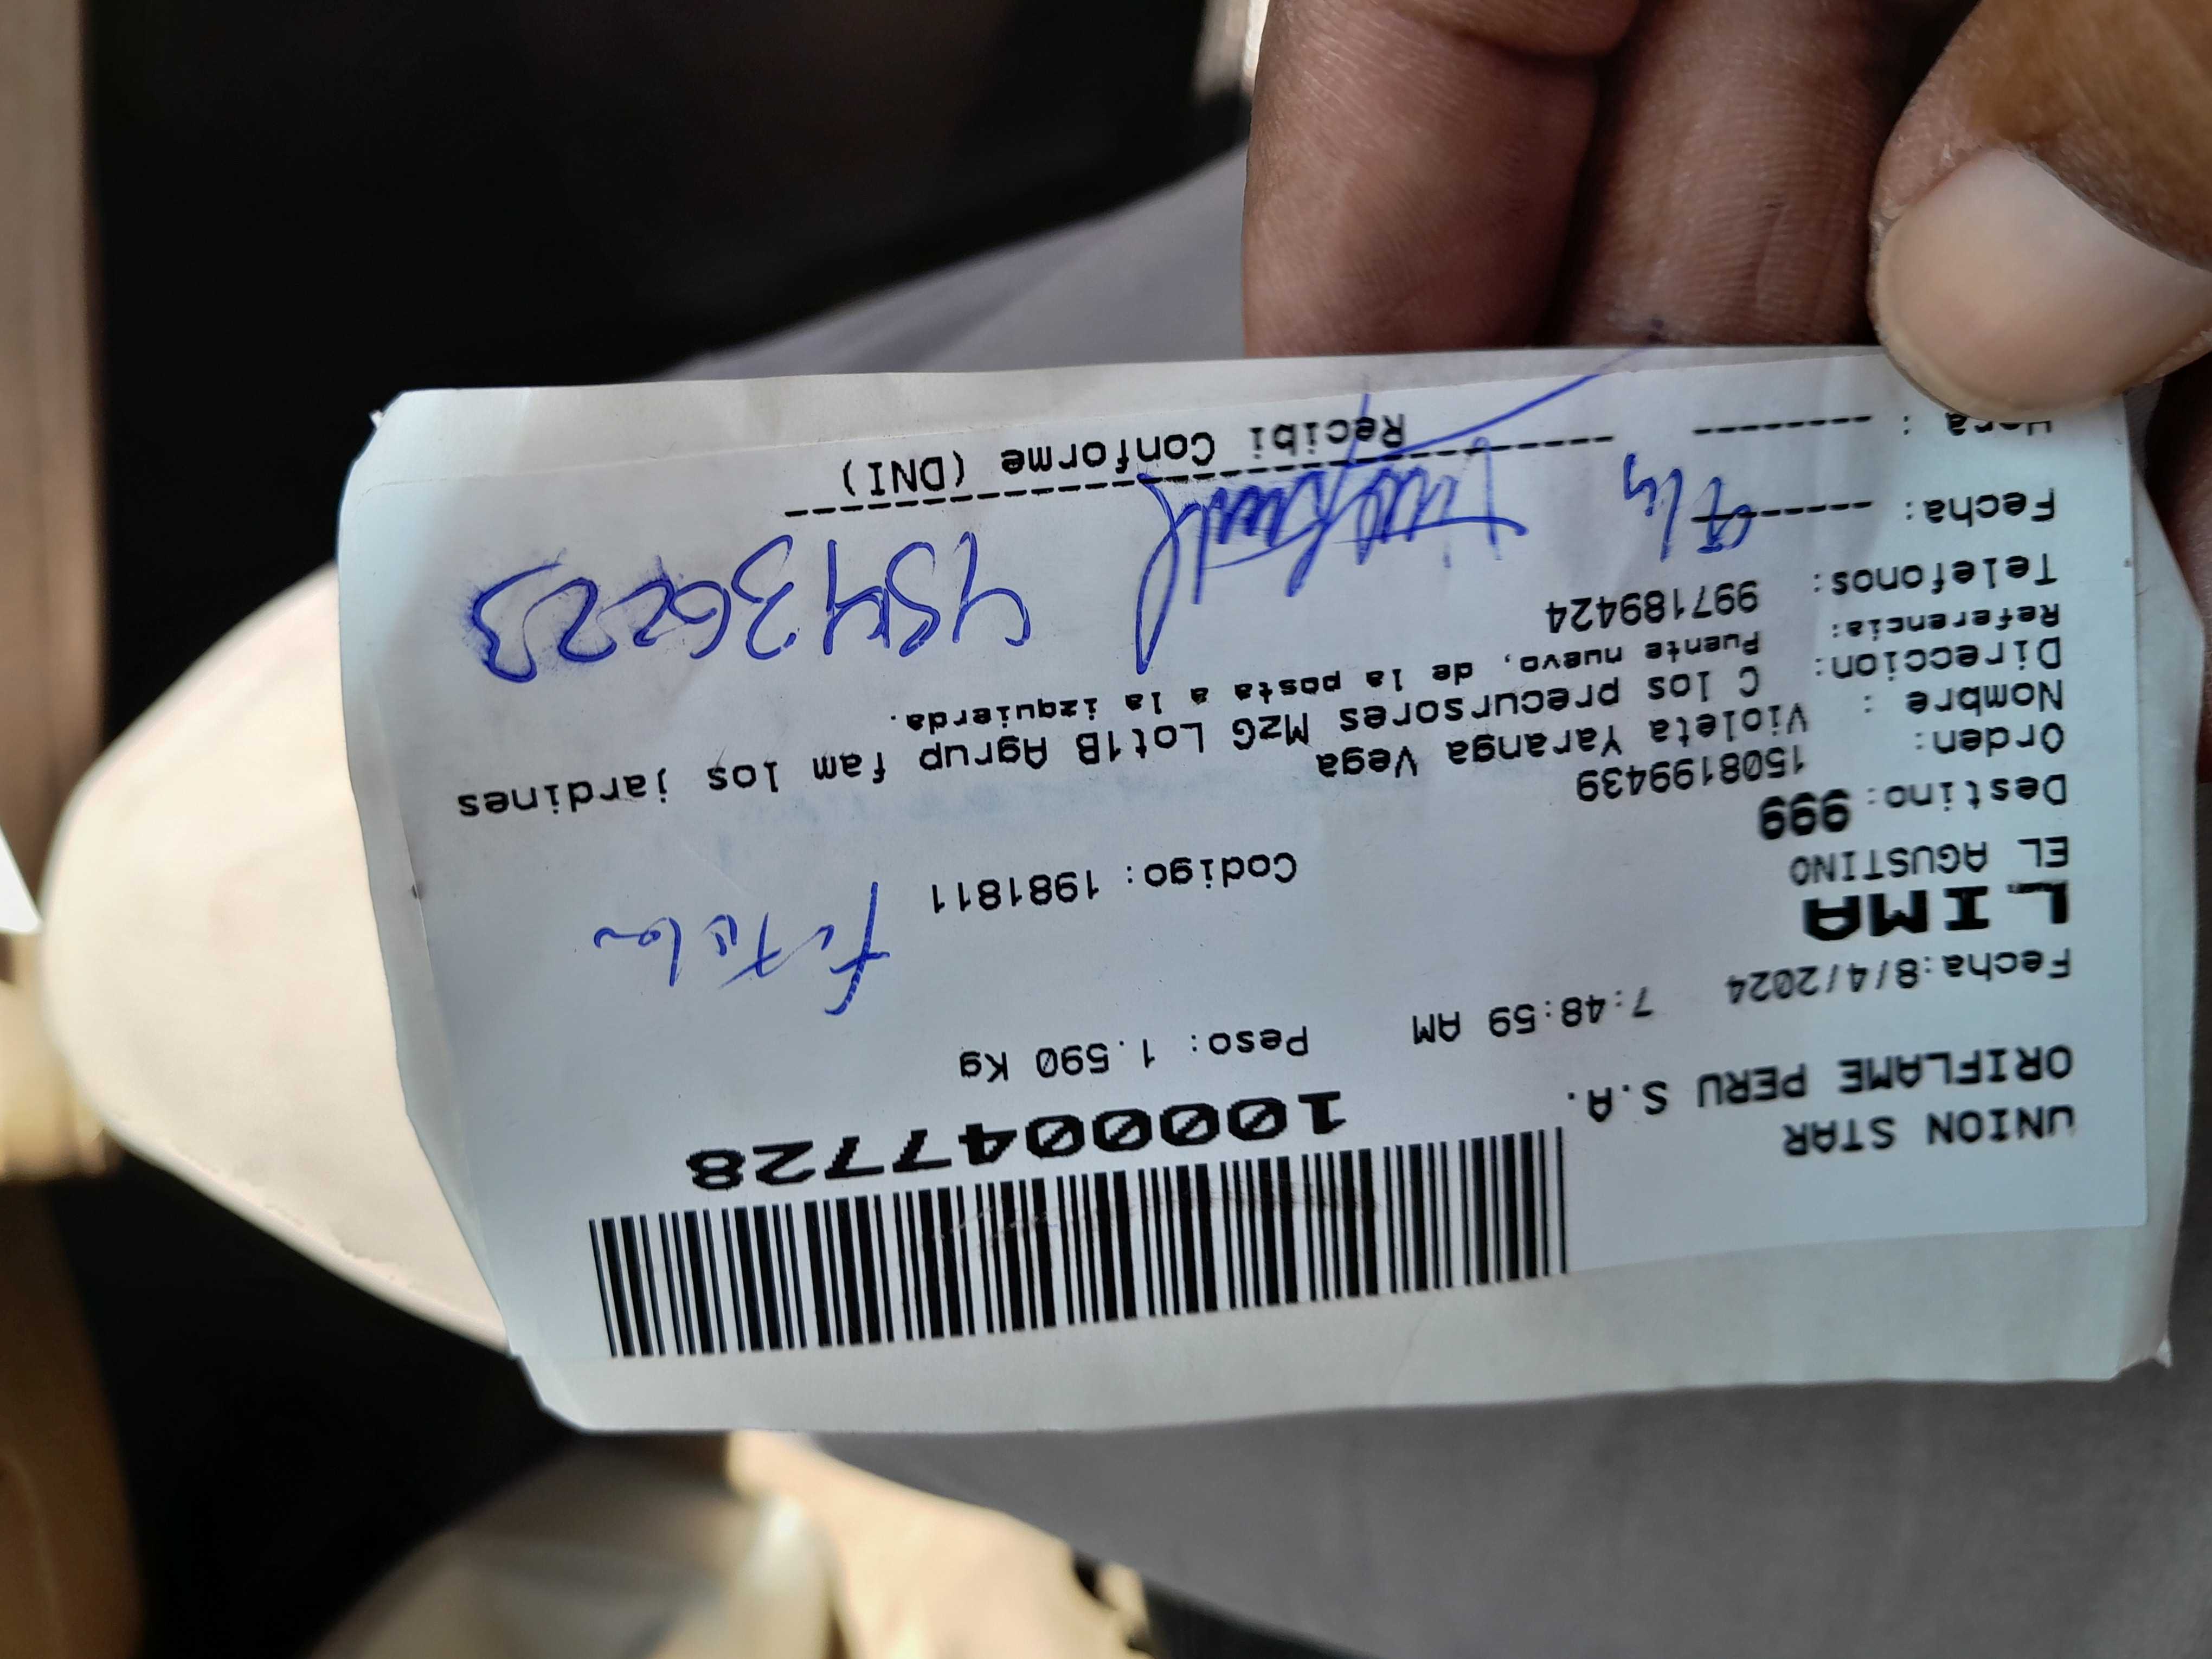 UNION STAR
ORIFLAME PERU S.A.
1000047728
Fecha:8/4/2024 7:48:59 AM Peso: 1.590 Kg
LIMA
EL AGUSTINO
Destino: 999 Codigo: 1981811
Orden: 1508199439
Nombre : Violeta Yaranga Vega
Direccion: C los precursores MzG Lot1B Agrup fam los jardines
Referencia: Puente nuevo, de la posta a la izquierda.
Telefonos: 997189424
45436223
Fecha:
Hora :
Recibi Conforme (DNI)